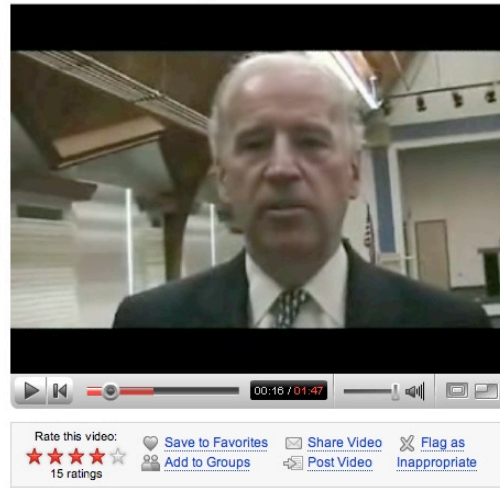 00:16 / 01:47
Rate this video:
15 ratings
Save to Favorites
Share Video
Flag as
Add to Groups
Post Video
Inappropriate